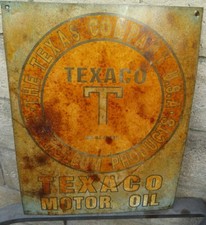 THE TEXAS COMPANY U.S.A.
TEXACO
T
PETROLEUM PRODUCTS
TEXACO
MOTOR OIL